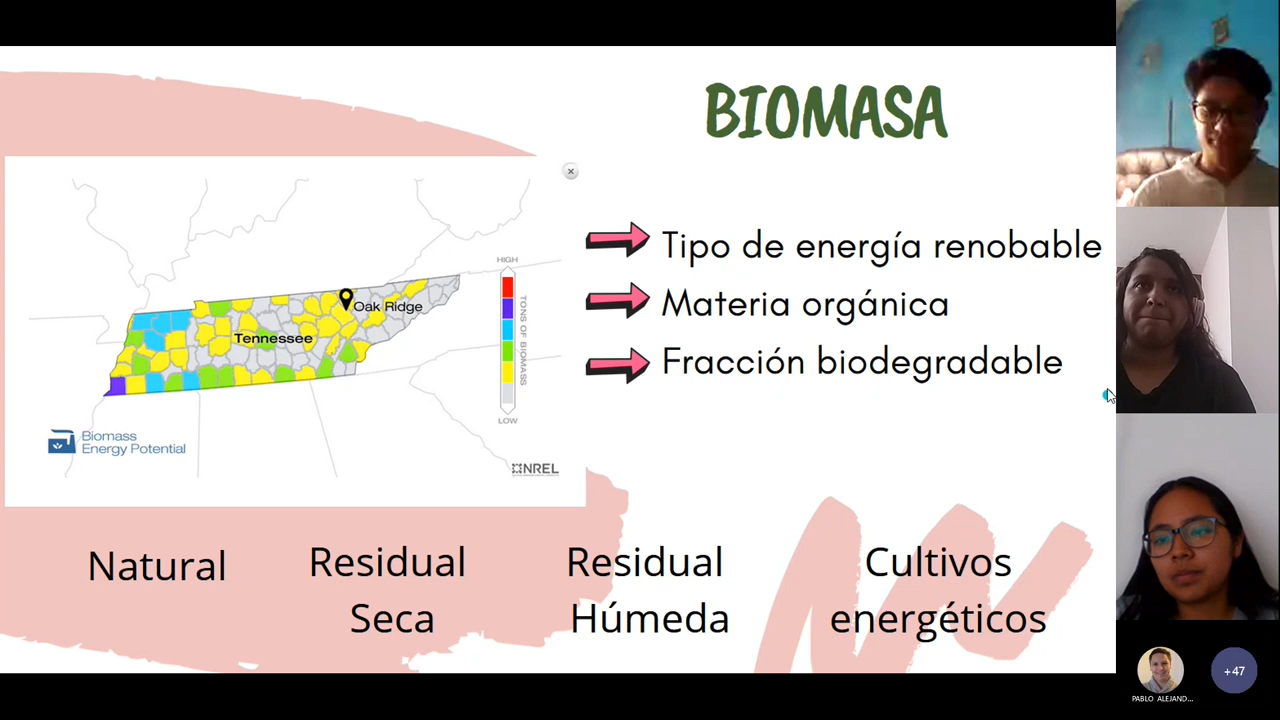 BIOMASA
Tipo de energía renobable
Materia orgánica
Fracción biodegradable
HIGH
TONS OF BIOMASS
LOW
Oak Ridge
Tennessee
Biomass
Energy Potential
NREL
Natural
Residual
Seca
Residual
Húmeda
Cultivos
energéticos
PABLO ALEJAND...
+47